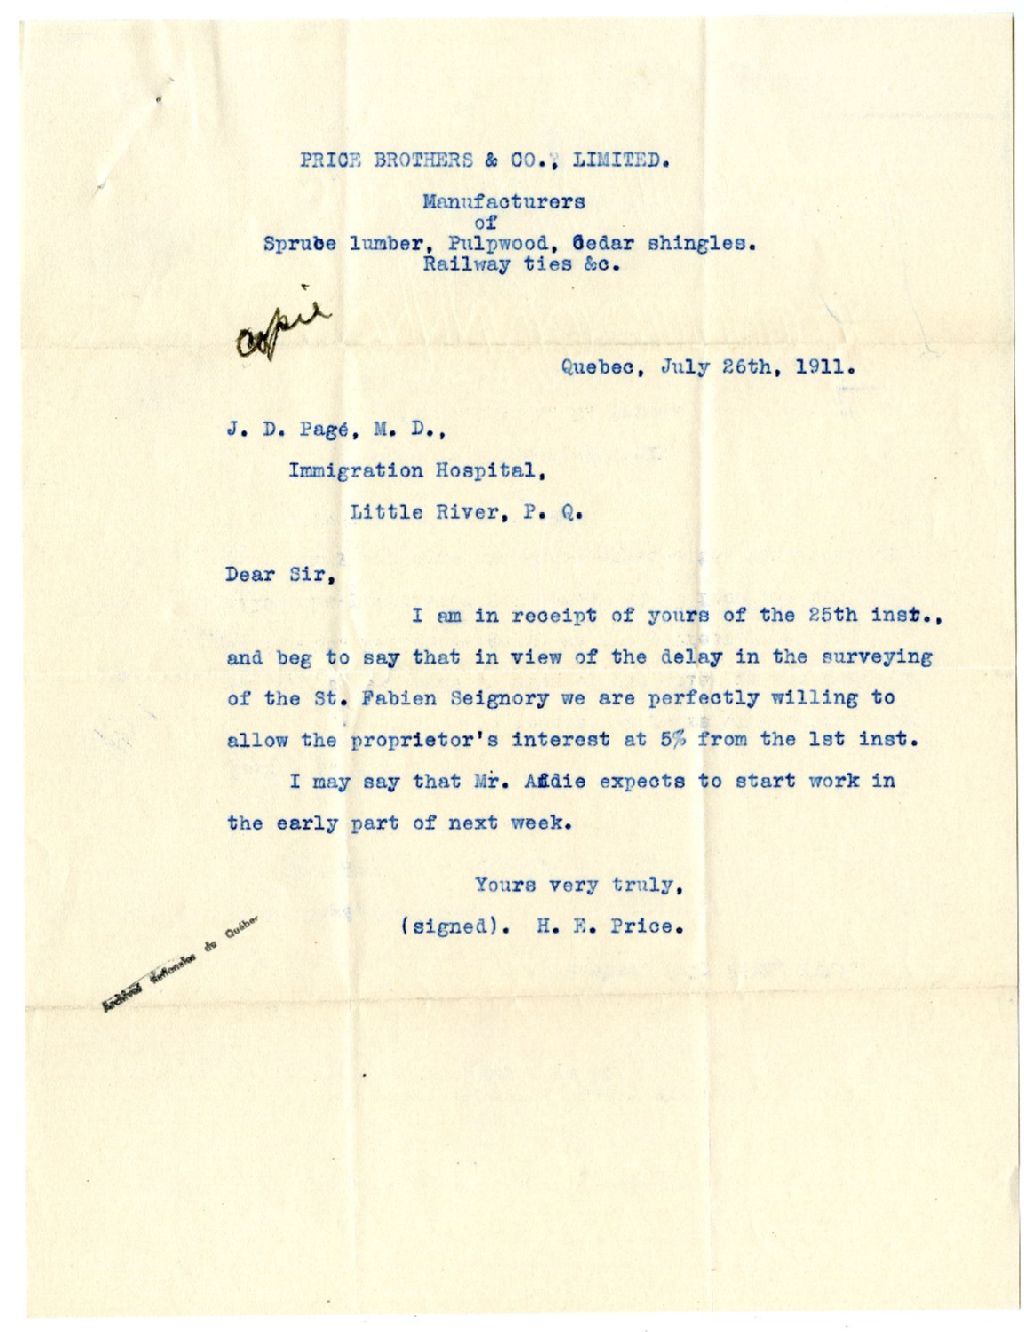 PRICE BROTHERS & CO., LIMITED.
Manufacturers
of
Spruce lumber, Pulpwood, Cedar shingles.
Railway ties &c.
Copie
Quebec, July 26th, 1911.
J. D. Pagé, M. D.,
Immigration Hospital,
Little River, P. Q.
Dear Sir,
I am in receipt of yours of the 25th inst.,
and beg to say that in view of the delay in the surveying
of the St. Fabien Seignory we are perfectly willing to
allow the proprietor's interest at 5% from the 1st inst.
I may say that Mr. Addie expects to start work in
the early part of next week.
Yours very truly,
(signed). H. E. Price.
Archives Nationales du Québec